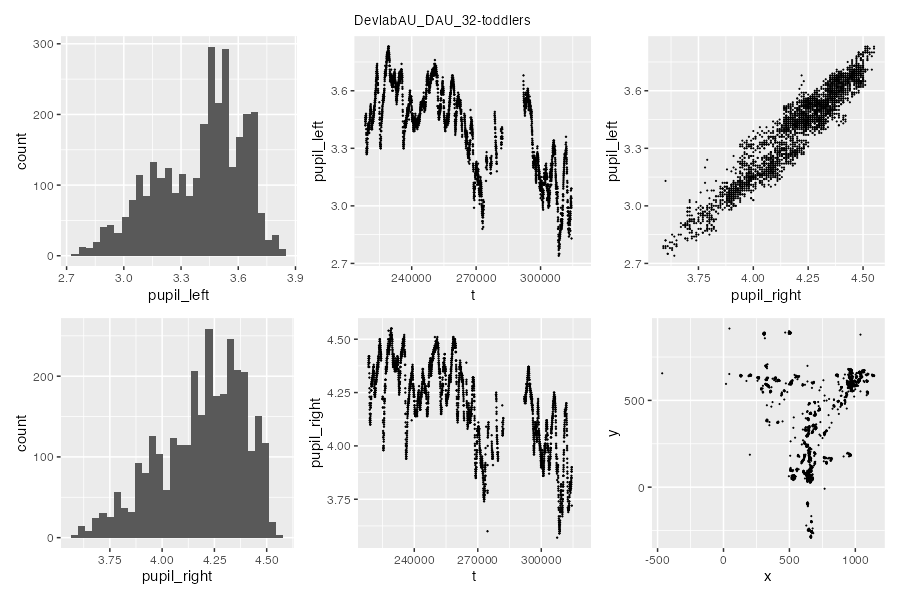 DevlabAU_DAU_32-toddlers
count
300
200
100
0
2.7 3.0 3.3 3.6 3.9
pupil_left
pupil_left
3.6
3.3
3.0
2.7
240000 270000 300000
t
pupil_left
3.6
3.3
3.0
2.7
3.75 4.00 4.25 4.50
pupil_right
count
200
100
0
3.75 4.00 4.25 4.50
pupil_right
pupil_right
4.50
4.25
4.00
3.75
240000 270000 300000
t
y
500
0
-500 0 500 1000
x